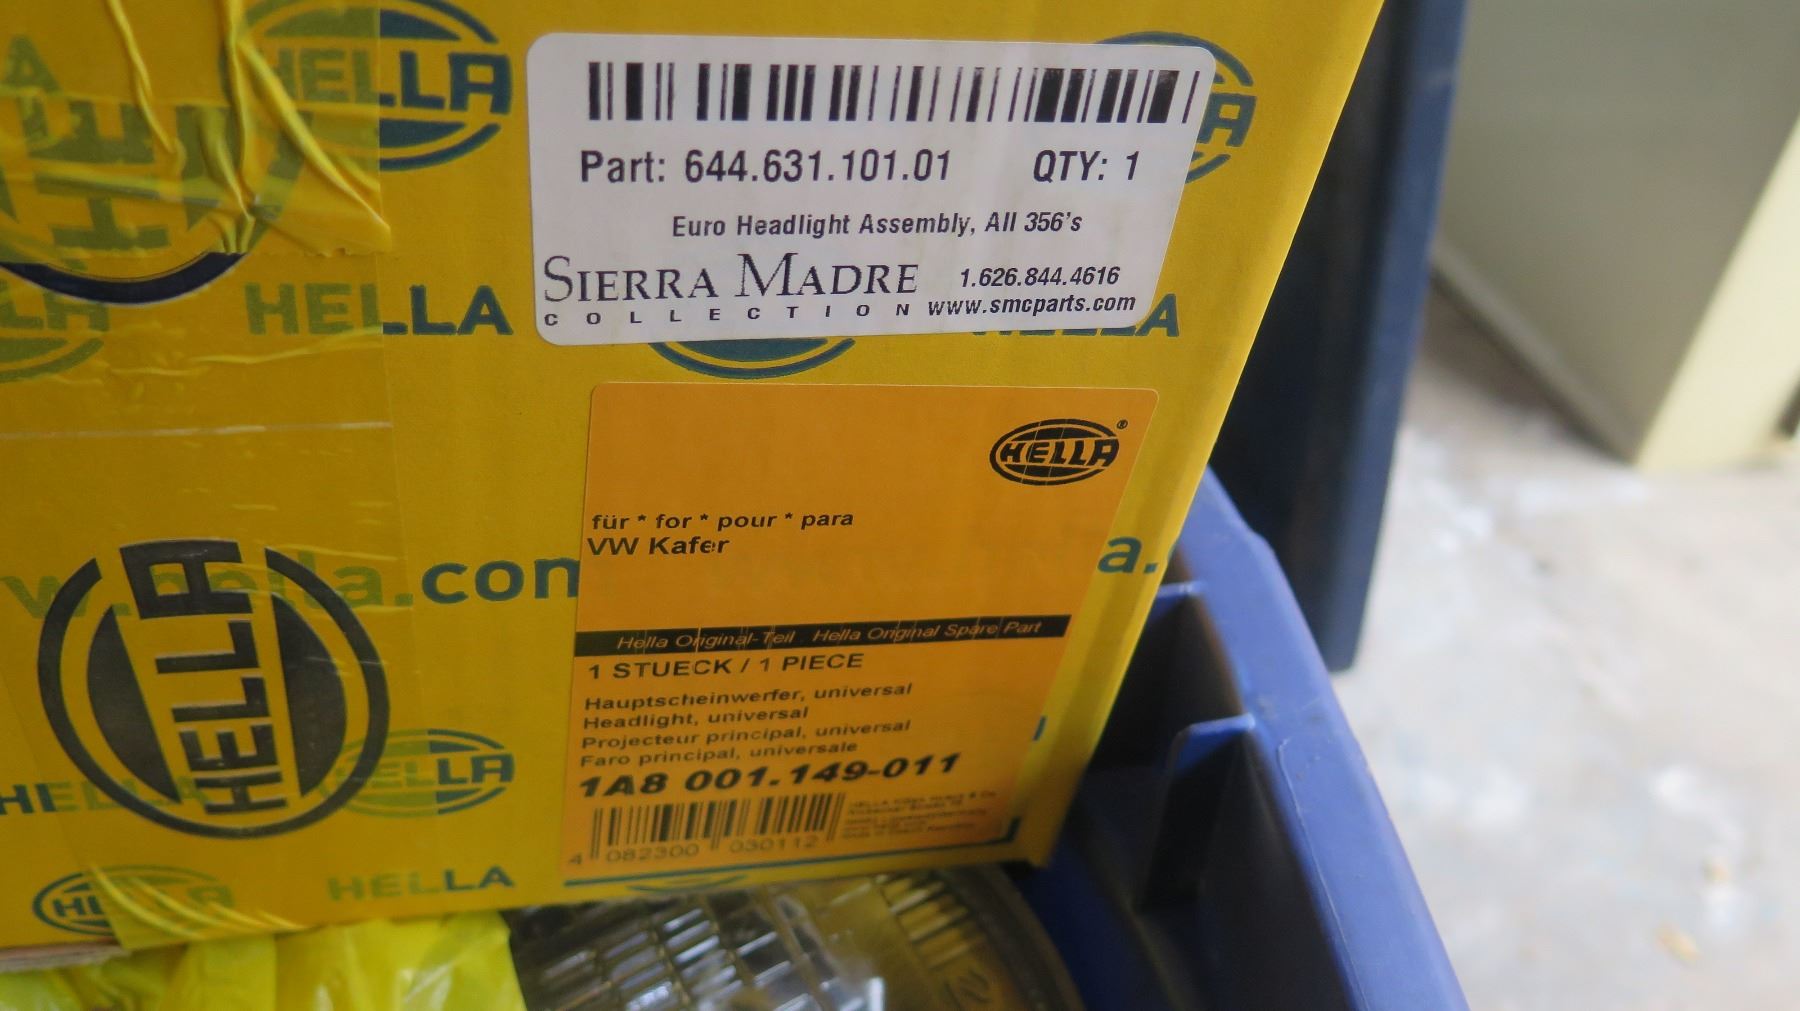 HELLA
Part: 644.631.101.01 QTY: 1
Euro Headlight Assembly, All 356's
SIERRA MADRE 1.626.844.4616
COLLECTION www.smcparts.com
HELLA
HELLA
HELLA
für * for * pour * para
VW Kafer
w.hella.com
a.
Hella Original-Teil Hella Original Spare Part
1 STUECK / 1 PIECE
Hauptscheinwerfer, universal
Headlight, universal
Projecteur principal, universal
Faro principal, universale
1A8 001.149-011
4 082300 030112
HELLA
HELLA
HELLA
HELLA
HELLA